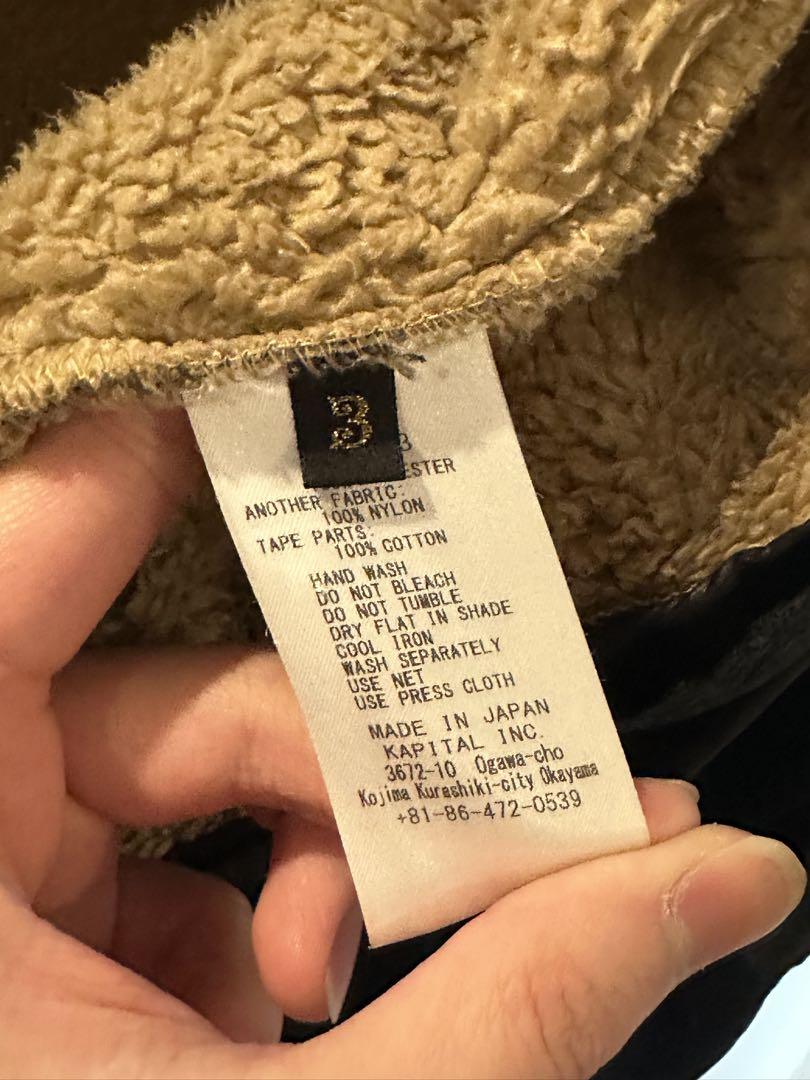 3
3
ESTER
ANOTHER FABRIC:
100% NYLON
TAPE PARTS:
100% COTTON
HAND WASH
DO NOT BLEACH
DO NOT TUMBLE
DRY FLAT IN SHADE
COOL IRON
WASH SEPARATELY
USE NET
USE PRESS CLOTH
MADE IN JAPAN
KAPITAL INC.
3672-10 Ogawa-cho
Kojima Kurashiki-city Okayama
+81-86-472-0539